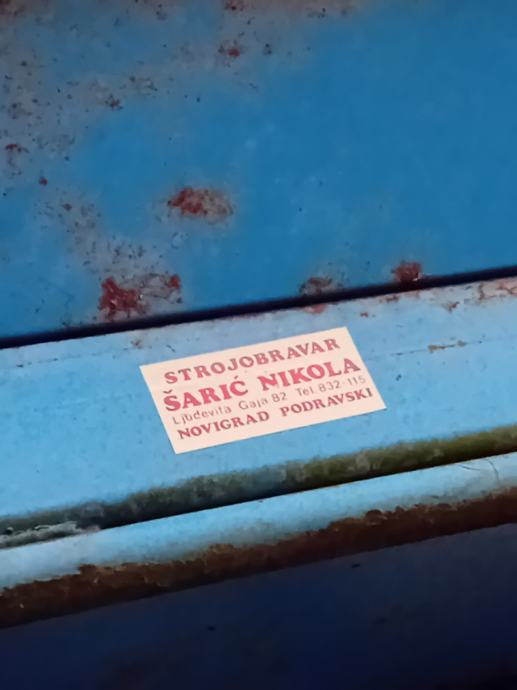 STROJOBRAVAR
ŠARIĆ NIKOLA
Ljudevita Gaja 82 Tel. 832-115
NOVIGRAD PODRAVSKI